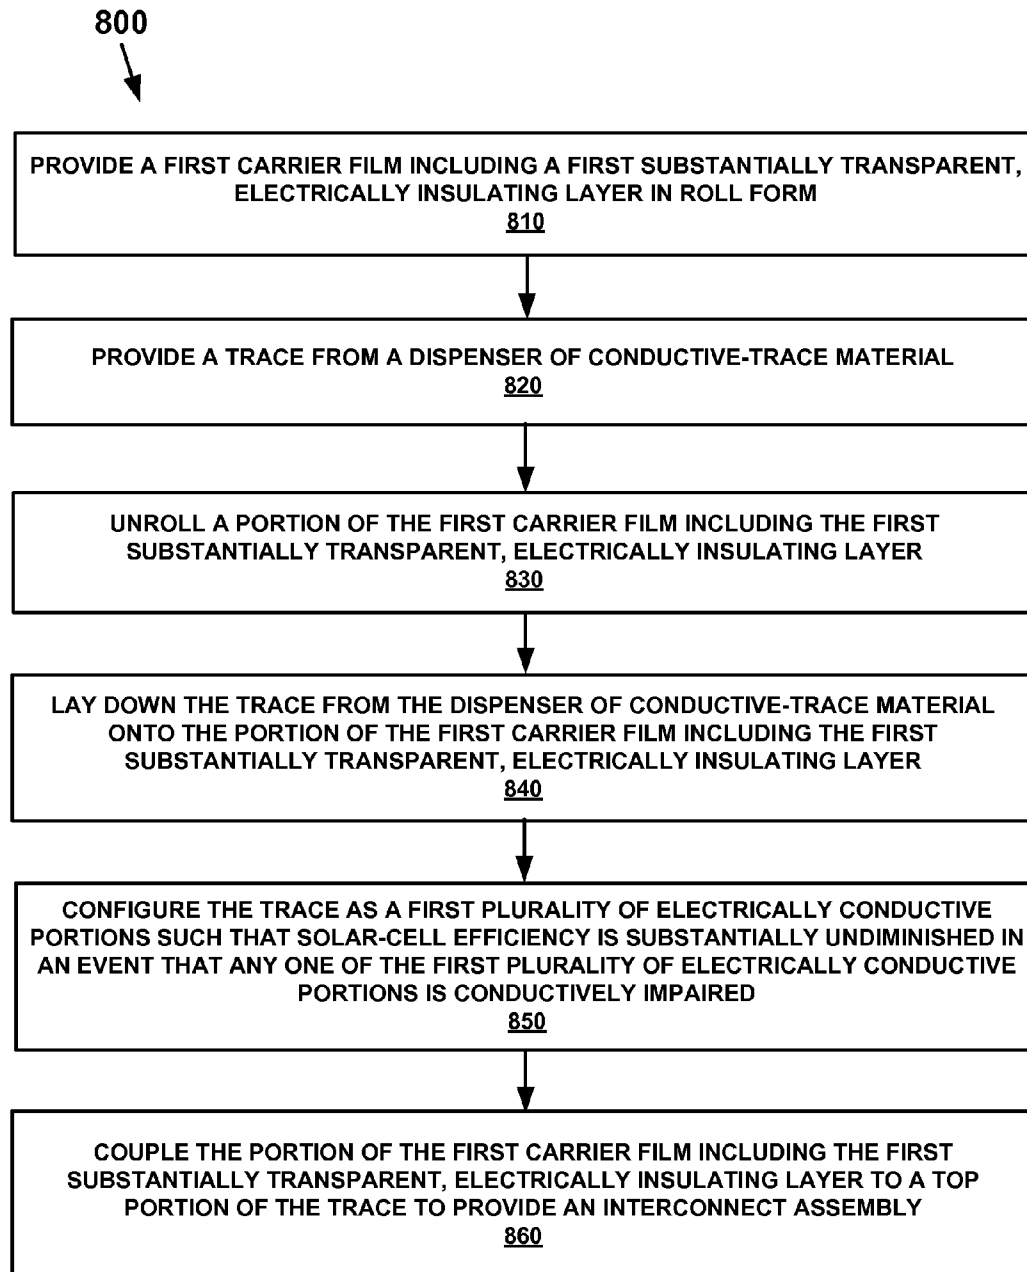 800
PROVIDE A FIRST CARRIER FILM INCLUDING A FIRST SUBSTANTIALLY TRANSPARENT,
ELECTRICALLY INSULATING LAYER IN ROLL FORM
810
PROVIDE A TRACE FROM A DISPENSER OF CONDUCTIVE-TRACE MATERIAL
820
UNROLL A PORTION OF THE FIRST CARRIER FILM INCLUDING THE FIRST
SUBSTANTIALLY TRANSPARENT, ELECTRICALLY INSULATING LAYER
830
LAY DOWN THE TRACE FROM THE DISPENSER OF CONDUCTIVE-TRACE MATERIAL
ONTO THE PORTION OF THE FIRST CARRIER FILM INCLUDING THE FIRST
SUBSTANTIALLY TRANSPARENT, ELECTRICALLY INSULATING LAYER
840
CONFIGURE THE TRACE AS A FIRST PLURALITY OF ELECTRICALLY CONDUCTIVE
PORTIONS SUCH THAT SOLAR-CELL EFFICIENCY IS SUBSTANTIALLY UNDIMINISHED IN
AN EVENT THAT ANY ONE OF THE FIRST PLURALITY OF ELECTRICALLY CONDUCTIVE
PORTIONS IS CONDUCTIVELY IMPAIRED
850
COUPLE THE PORTION OF THE FIRST CARRIER FILM INCLUDING THE FIRST
SUBSTANTIALLY TRANSPARENT, ELECTRICALLY INSULATING LAYER TO A TOP
PORTION OF THE TRACE TO PROVIDE AN INTERCONNECT ASSEMBLY
860